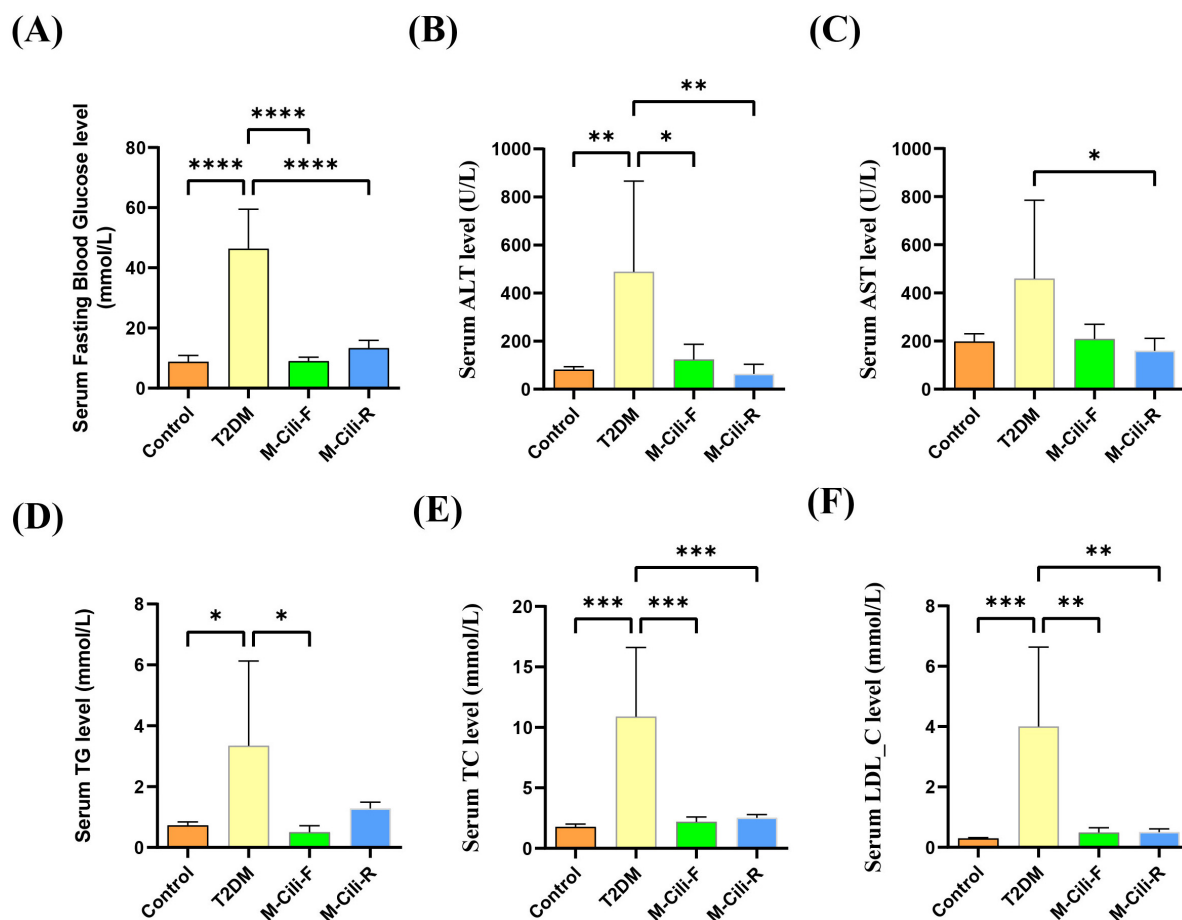 (A)
Serum Fasting Blood Glucose level
(mmol/L)
80
60
40
20
0
****
****
****
Control
T2DM
M-Cili-F
M-Cili-R
(B)
Serum ALT level (U/L)
1000
800
600
400
200
0
**
**
*
Control
T2DM
M-Cili-F
M-Cili-R
(C)
Serum AST level (U/L)
1000
800
600
400
200
0
*
Control
T2DM
M-Cili-F
M-Cili-R
(D)
Serum TG level (mmol/L)
8
6
4
2
0
*
*
Control
T2DM
M-Cili-F
M-Cili-R
(E)
Serum TC level (mmol/L)
20
15
10
5
0
***
***
***
Control
T2DM
M-Cili-F
M-Cili-R
(F)
Serum LDL_C level (mmol/L)
8
6
4
2
0
**
***
**
Control
T2DM
M-Cili-F
M-Cili-R